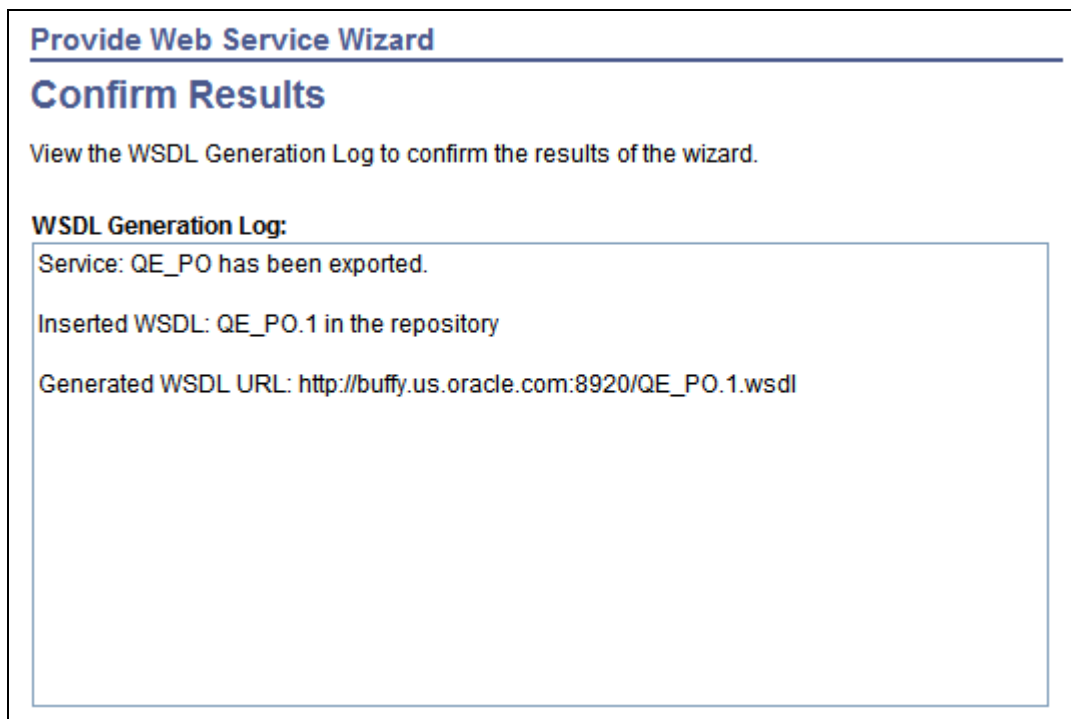 Provide Web Service Wizard
Confirm Results
View the WSDL Generation Log to confirm the results of the wizard.
WSDL Generation Log:
Service: QE_PO has been exported.
Inserted WSDL: QE_PO.1 in the repository
Generated WSDL URL: http://buffy.us.oracle.com:8920/QE_PO.1.wsdl